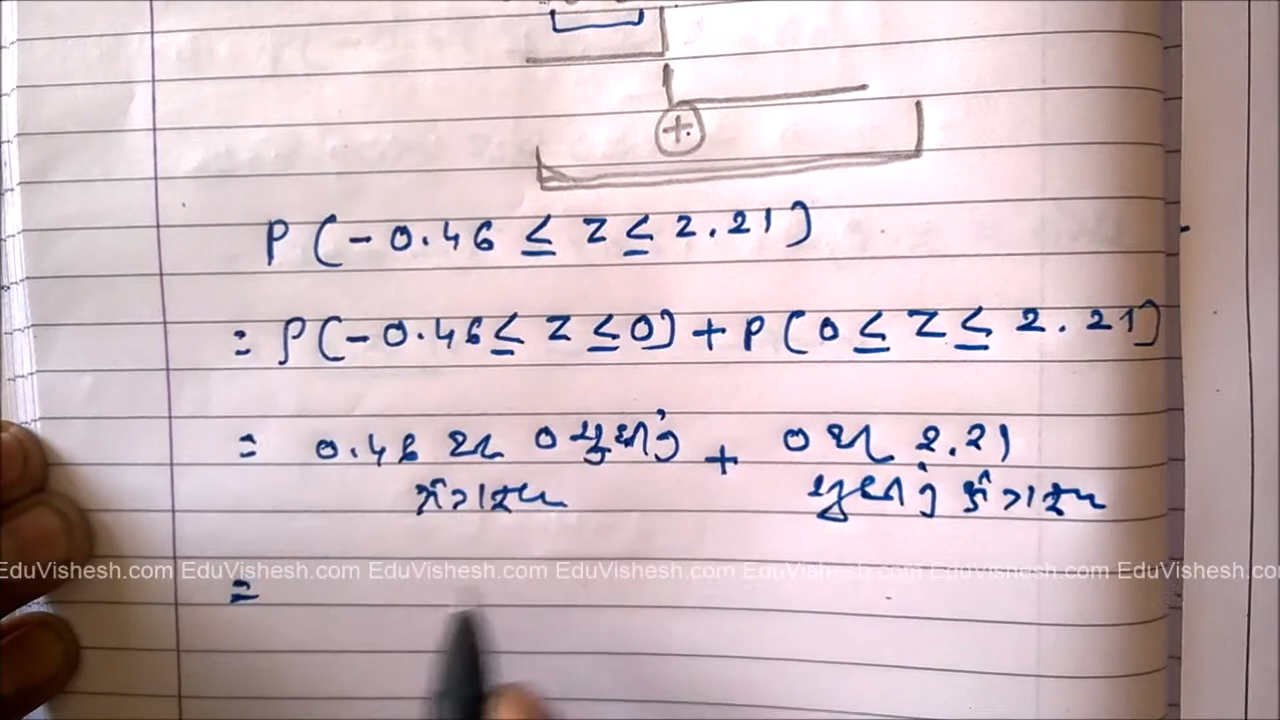 +
P(-0.46 ≤ Z ≤ 2.21)
= P(-0.46 ≤ Z ≤ 0) + P(0 ≤ Z ≤ 2.21)
= 0.46 થી 0 સુધીનું + 0 થી 2.21
ક્ષેત્રફળ સુધીનું ક્ષેત્રફળ
EduVishesh.com EduVishesh.com EduVishesh.com EduVishesh.com EduVishesh.com EduVishesh.com EduVishesh.com
=